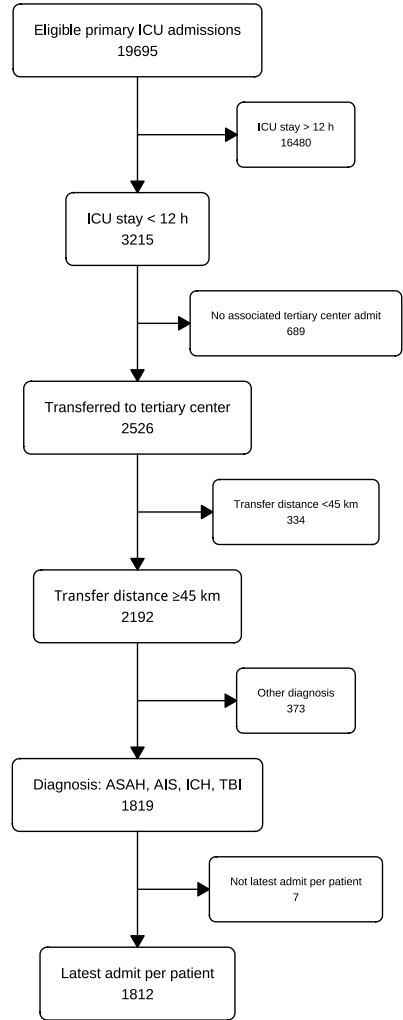 Eligible primary ICU admissions
19695
ICU stay > 12 h
16480
ICU stay < 12 h
3215
No associated tertiary center admit
689
Transferred to tertiary center
2526
Transfer distance <45 km
334
Transfer distance ≥45 km
2192
Other diagnosis
373
Diagnosis: ASAH, AIS, ICH, TBI
1819
Not latest admit per patient
7
Latest admit per patient
1812